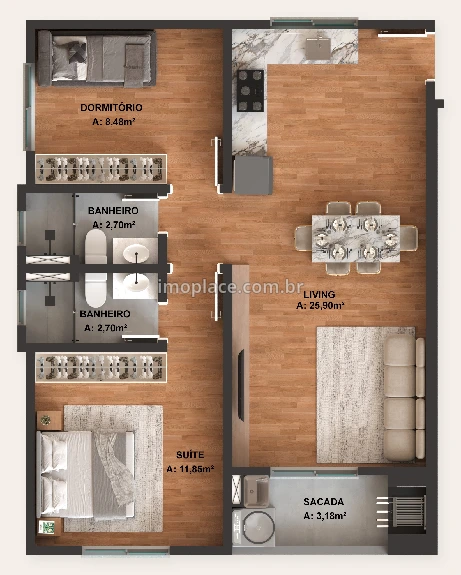 DORMITÓRIO
A: 8,48m²
BANHEIRO
A: 2,70m²
imoplace.com.br
BANHEIRO
A: 2,70m²
LIVING
A: 25,90m²
SUÍTE
A: 11,85m²
SACADA
A: 3,18m²